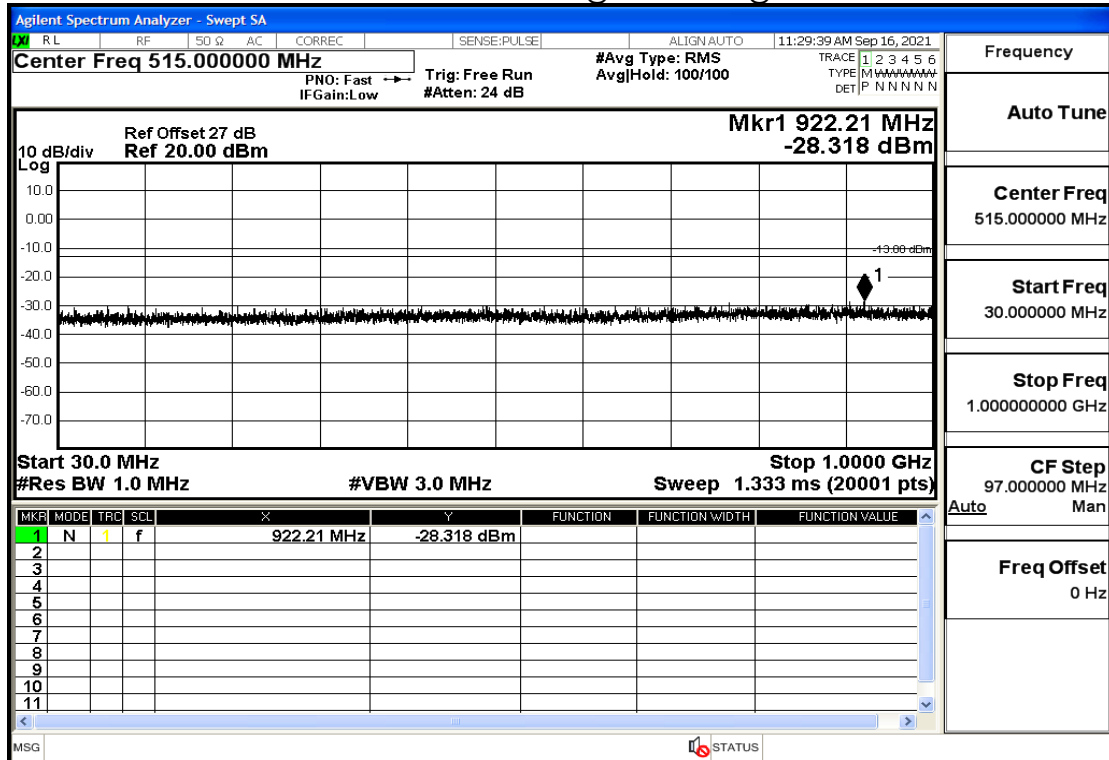 Agilent Spectrum Analyzer - Swept SA
LXI RL RF 50 Ω AC CORREC SENSE:PULSE ALIGN AUTO 11:29:39 AM Sep 16, 2021
Center Freq 515.000000 MHz
PNO: Fast
IFGain:Low
Trig: Free Run
#Atten: 24 dB
#Avg Type: RMS
Avg|Hold: 100/100
TRACE 1 2 3 4 5 6
TYPE M WWWWW
DET P N N N N N
Ref Offset 27 dB
10 dB/div Ref 20.00 dBm
Log
Mkr1 922.21 MHz
-28.318 dBm
10.0
0.00
-10.0
-13.00 dBm
-20.0
1
-30.0
-40.0
-50.0
-60.0
-70.0
Start 30.0 MHz Stop 1.0000 GHz
#Res BW 1.0 MHz #VBW 3.0 MHz Sweep 1.333 ms (20001 pts)
MKR MODE TRC SCL X Y FUNCTION FUNCTION WIDTH FUNCTION VALUE
1 N 1 f 922.21 MHz -28.318 dBm
2
3
4
5
6
7
8
9
10
11
MSG STATUS
Frequency
Auto Tune
Center Freq
515.000000 MHz
Start Freq
30.000000 MHz
Stop Freq
1.000000000 GHz
CF Step
97.000000 MHz
Auto Man
Freq Offset
0 Hz